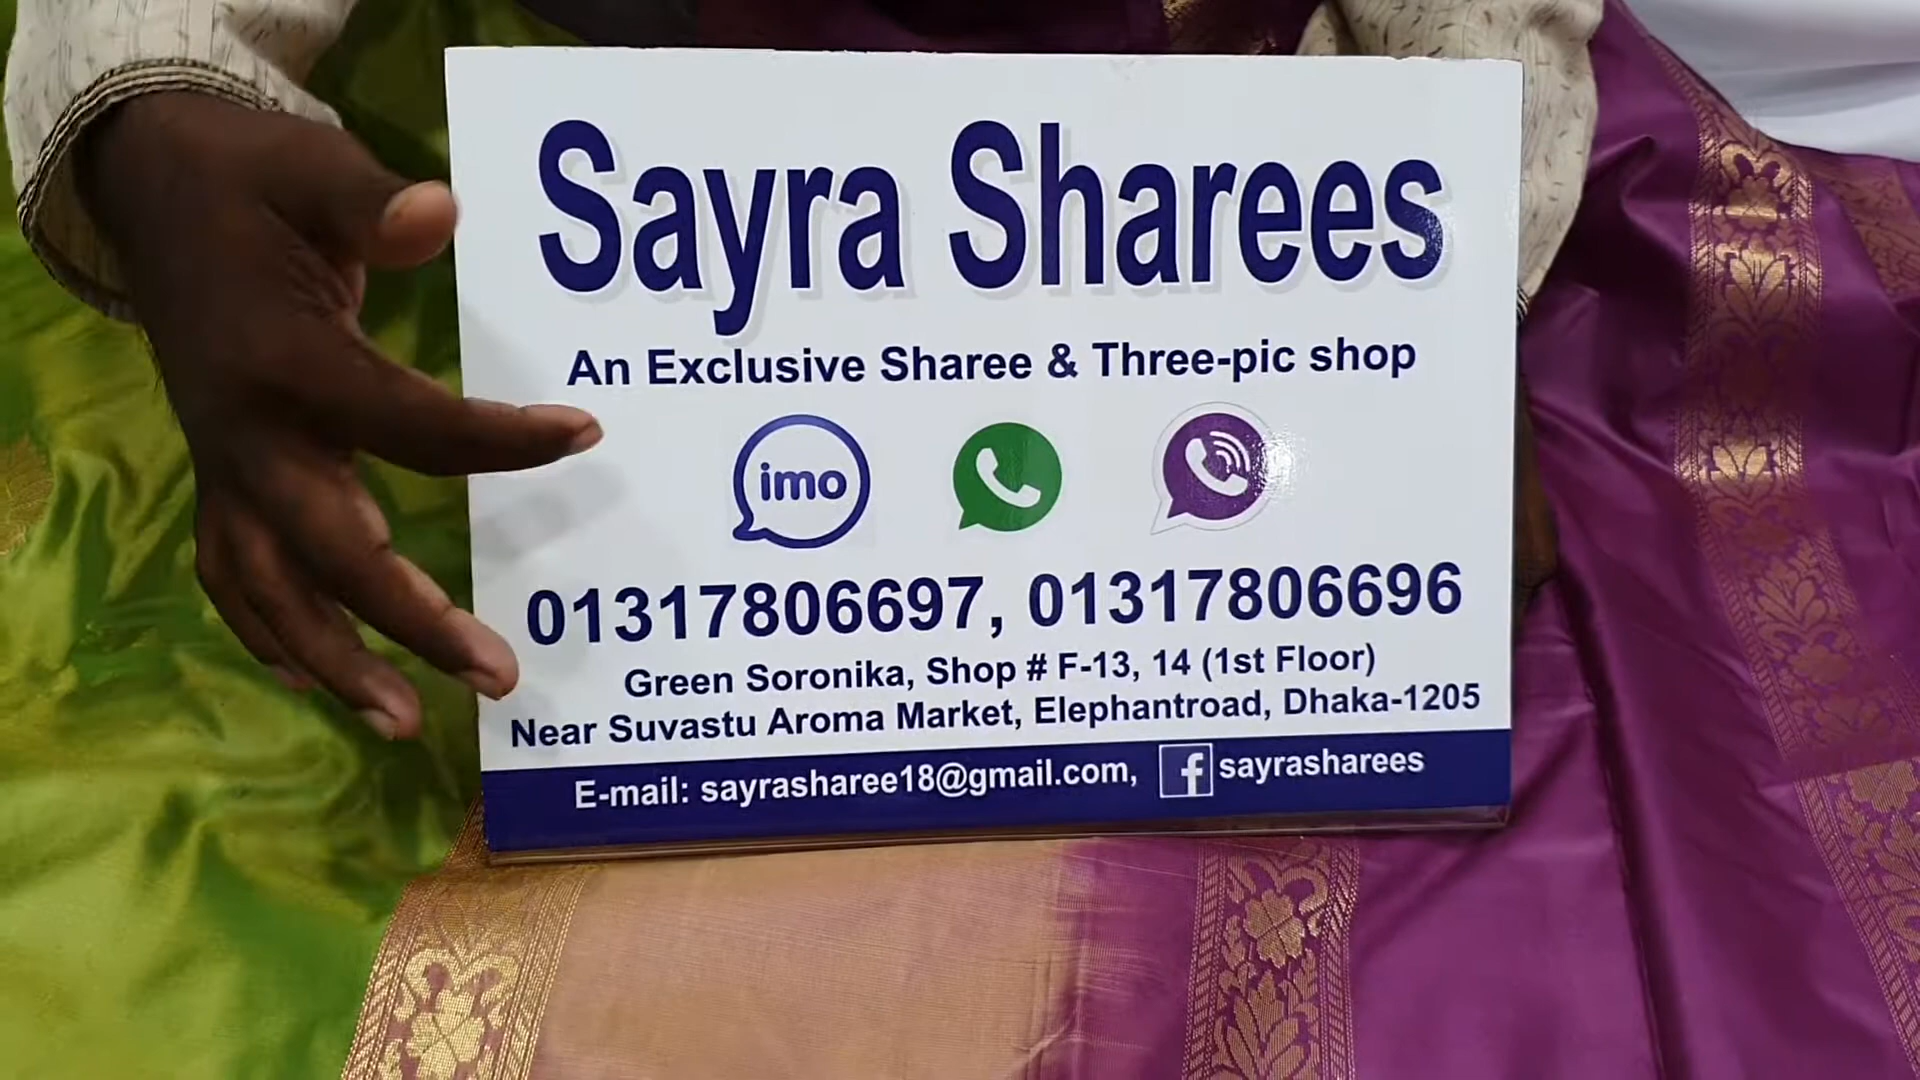 Sayra Sharees
An Exclusive Sharee & Three-pic shop
imo
01317806697, 01317806696
Green Soronika, Shop # F-13, 14 (1st Floor)
Near Suvastu Aroma Market, Elephantroad, Dhaka-1205
E-mail: sayrasharee18@gmail.com, f sayrasharees